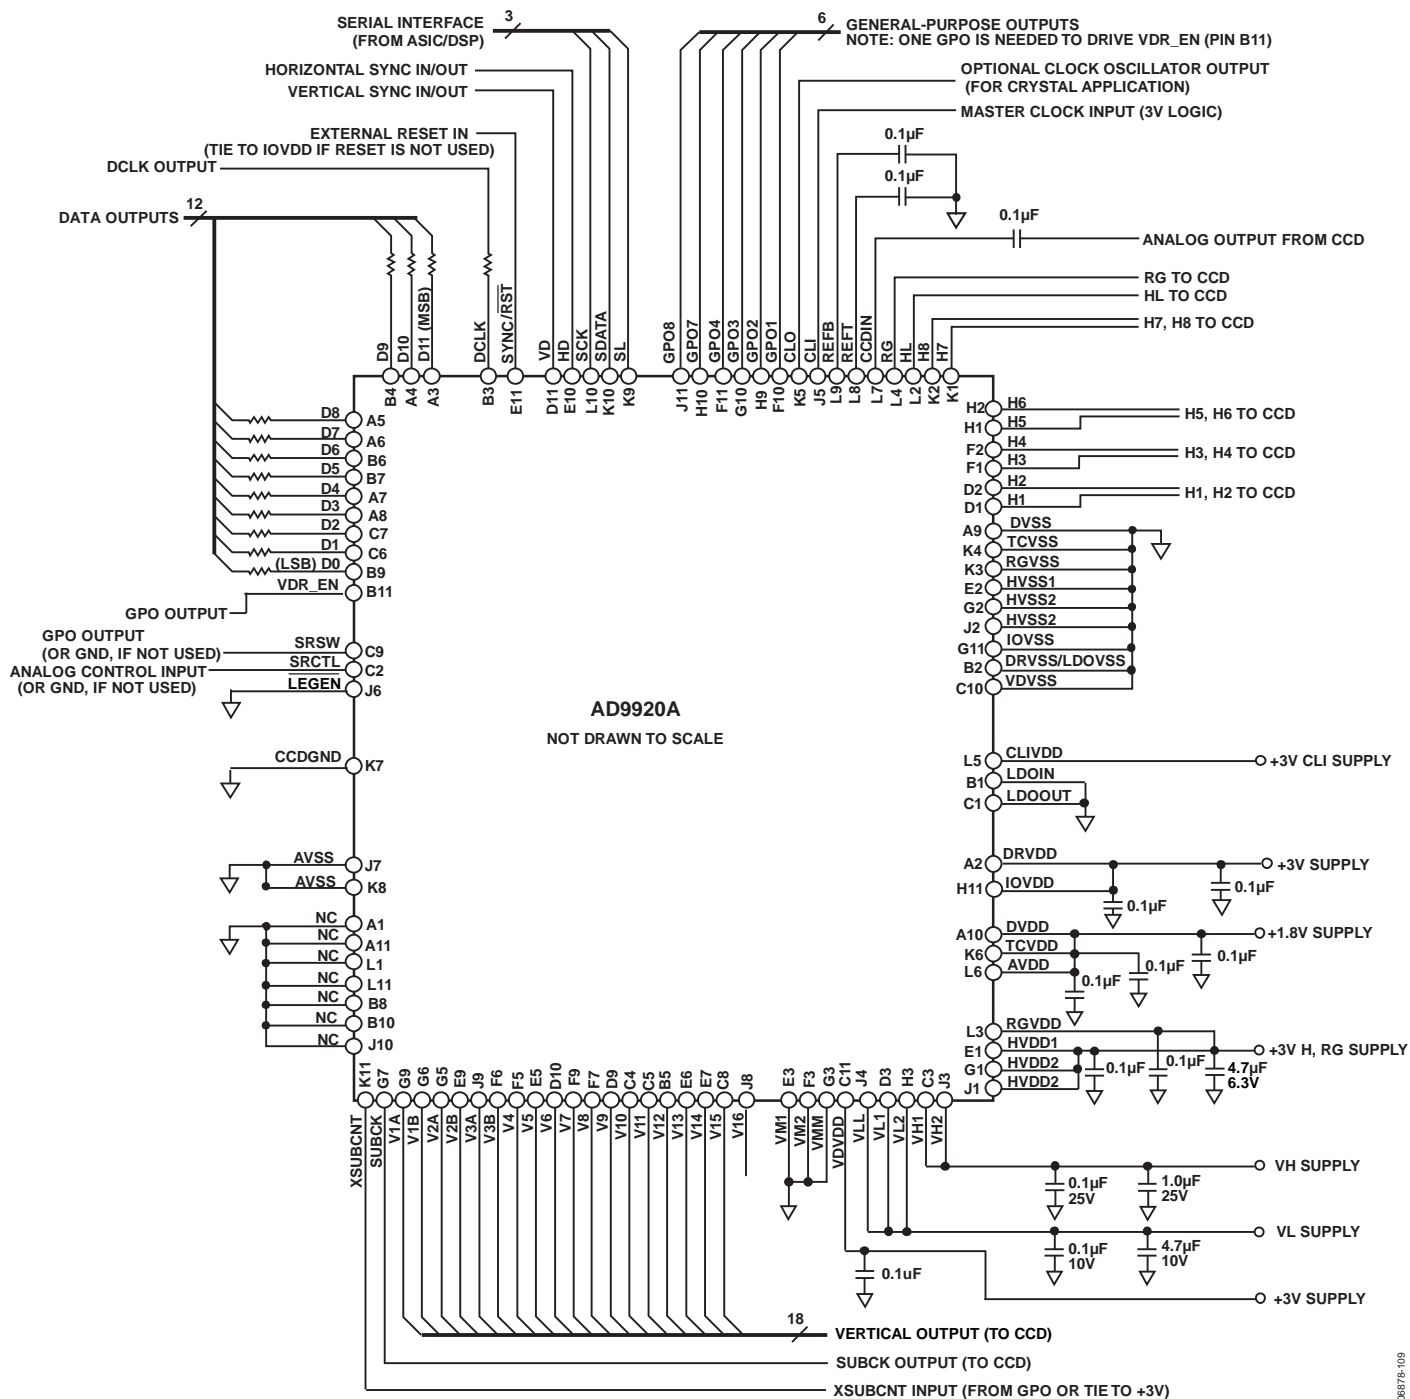 SERIAL INTERFACE
(FROM ASIC/DSP)
3
6
GENERAL-PURPOSE OUTPUTS
NOTE: ONE GPO IS NEEDED TO DRIVE VDR_EN (PIN B11)
HORIZONTAL SYNC IN/OUT
VERTICAL SYNC IN/OUT
OPTIONAL CLOCK OSCILLATOR OUTPUT
(FOR CRYSTAL APPLICATION)
MASTER CLOCK INPUT (3V LOGIC)
EXTERNAL RESET IN
(TIE TO IOVDD IF RESET IS NOT USED)
DCLK OUTPUT
0.1µF
0.1µF
DATA OUTPUTS
12
0.1µF
ANALOG OUTPUT FROM CCD
RG TO CCD
HL TO CCD
H7, H8 TO CCD
D9
D10
D11 (MSB)
DCLK
SYNC/RST
VD
HD
SCK
SDATA
SL
GPO8
GPO7
GPO4
GPO3
GPO2
GPO1
CLO
CLI
REFB
REFT
CCDIN
RG
HL
H8
H7
B4
A4
A3
B3
E11
D11
E10
L10
K10
K9
J11
H10
F11
G10
H9
F10
K5
J5
L9
L8
L7
L4
L2
K2
K1
D8 A5
D7 A6
D6 B6
D5 B7
D4 A7
D3 A8
D2 C7
D1 C6
(LSB) D0 B9
VDR_EN B11
GPO OUTPUT
GPO OUTPUT
(OR GND, IF NOT USED)
SRSW C9
ANALOG CONTROL INPUT
(OR GND, IF NOT USED)
SRCTL C2
LEGEN J6
CCDGND K7
AVSS J7
AVSS K8
NC A1
NC A11
NC L1
NC L11
NC B8
NC B10
NC J10
AD9920A
NOT DRAWN TO SCALE
H2 H6
H1 H5
H5, H6 TO CCD
F2 H4
F1 H3
H3, H4 TO CCD
D2 H2
D1 H1
H1, H2 TO CCD
A9 DVSS
K4 TCVSS
K3 RGVSS
E2 HVSS1
G2 HVSS2
J2 HVSS2
G11 IOVSS
B2 DRVSS/LDOVSS
C10 VDVSS
L5 CLIVDD +3V CLI SUPPLY
B1 LDOIN
C1 LDOOUT
A2 DRVDD +3V SUPPLY
H11 IOVDD
0.1µF
0.1µF
A10 DVDD +1.8V SUPPLY
K6 TCVDD
L6 AVDD
0.1µF
0.1µF
0.1µF
L3 RGVDD
E1 HVDD1 +3V H, RG SUPPLY
G1 HVDD2
J1 HVDD2
0.1µF
0.1µF
4.7µF
6.3V
K11
G7
G9
G6
G5
E9
J9
F6
F5
E5
D10
F9
F7
D9
C4
C5
B5
E6
E7
C8
J8
E3
F3
G3
C11
J4
D3
H3
C3
J3
XSUBCNT
SUBCK
V1A
V1B
V2A
V2B
V3A
V3B
V4
V5
V6
V7
V8
V9
V10
V11
V12
V13
V14
V15
V16
VM1
VM2
VMM
VDVDD
VLL
VL1
VL2
VH1
VH2
VH SUPPLY
0.1µF
25V
1.0µF
25V
VL SUPPLY
0.1µF
10V
4.7µF
10V
0.1uF
+3V SUPPLY
18
VERTICAL OUTPUT (TO CCD)
SUBCK OUTPUT (TO CCD)
XSUBCNT INPUT (FROM GPO OR TIE TO +3V)
06878-109